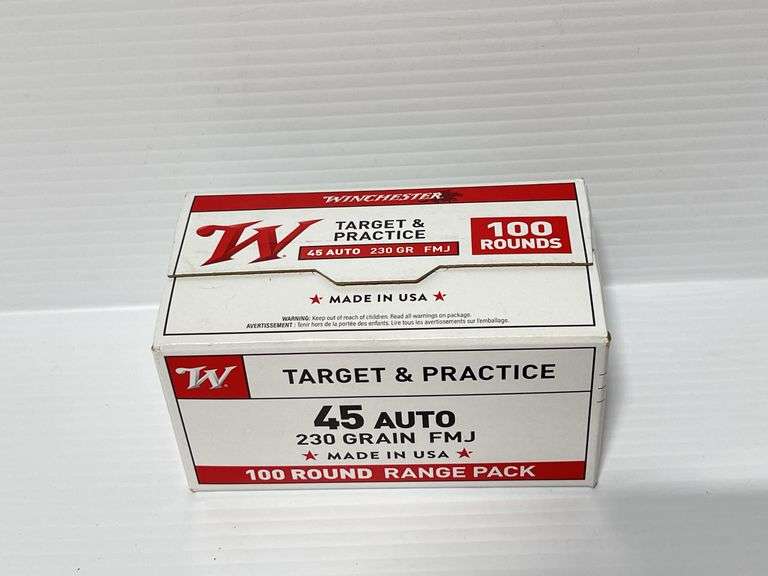 WINCHESTER
W
TARGET &
PRACTICE
45 AUTO 230 GR FMJ
100
ROUNDS
★ MADE IN USA ★
WARNING: Keep out of reach of children. Read all warnings on package.
AVERTISSEMENT : Tenir hors de la portée des enfants. Lire tous les avertissements sur l'emballage.
W
TARGET & PRACTICE
45 AUTO
230 GRAIN FMJ
★ MADE IN USA ★
100 ROUND RANGE PACK